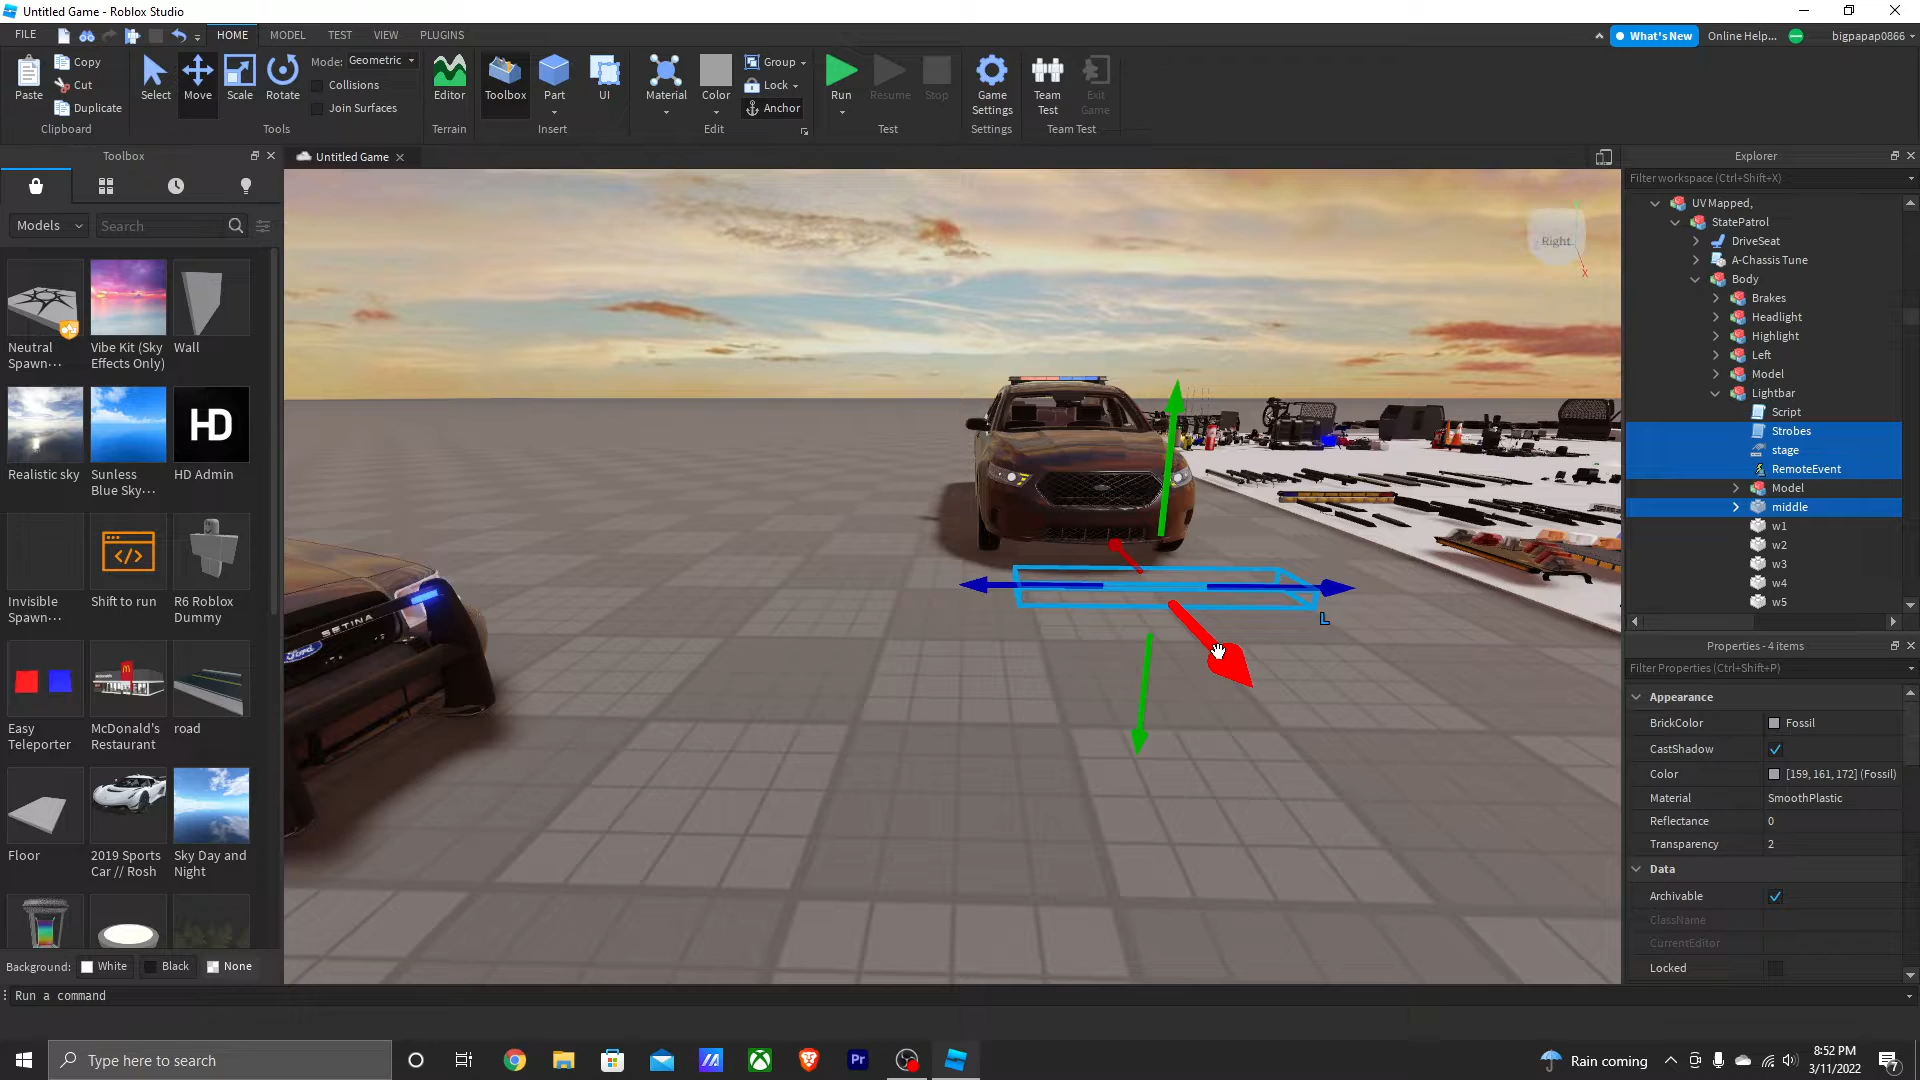 Untitled Game - Roblox Studio
FILE
HOME
MODEL
TEST
VIEW
PLUGINS
What's New
Online Help...
bigpapap0866
Paste
Copy
Cut
Duplicate
Clipboard
Select
Move
Scale
Rotate
Mode: Geometric
Collisions
Join Surfaces
Tools
Editor
Terrain
Toolbox
Part
UI
Insert
Material
Color
Group
Lock
Anchor
Edit
Run
Resume
Stop
Test
Game
Settings
Settings
Team
Test
Exit
Game
Team Test
Toolbox
Untitled Game
Explorer
Models
Search
Neutral
Spawn...
Vibe Kit (Sky
Effects Only)
Wall
Realistic sky
Sunless
Blue Sky...
HD
HD Admin
Invisible
Spawn...
Shift to run
R6 Roblox
Dummy
Easy
Teleporter
McDonald's
McDonald's
Restaurant
road
Floor
2019 Sports
Car // Rosh
Sky Day and
Night
Background:
White
Black
None
Right
X
SETINA
Ford
L
Filter workspace (Ctrl+Shift+X)
UV Mapped,
StatePatrol
DriveSeat
A-Chassis Tune
Body
Brakes
Headlight
Highlight
Left
Model
Lightbar
Script
Strobes
stage
RemoteEvent
Model
middle
w1
w2
w3
w4
w5
Properties - 4 items
Filter Properties (Ctrl+Shift+P)
Appearance
BrickColor Fossil
CastShadow
Color [159, 161, 172] (Fossil)
Material SmoothPlastic
Reflectance 0
Transparency 2
Data
Archivable
ClassName
CurrentEditor
Locked
Run a command
Type here to search
Pr
Rain coming
8:52 PM
3/11/2022
7